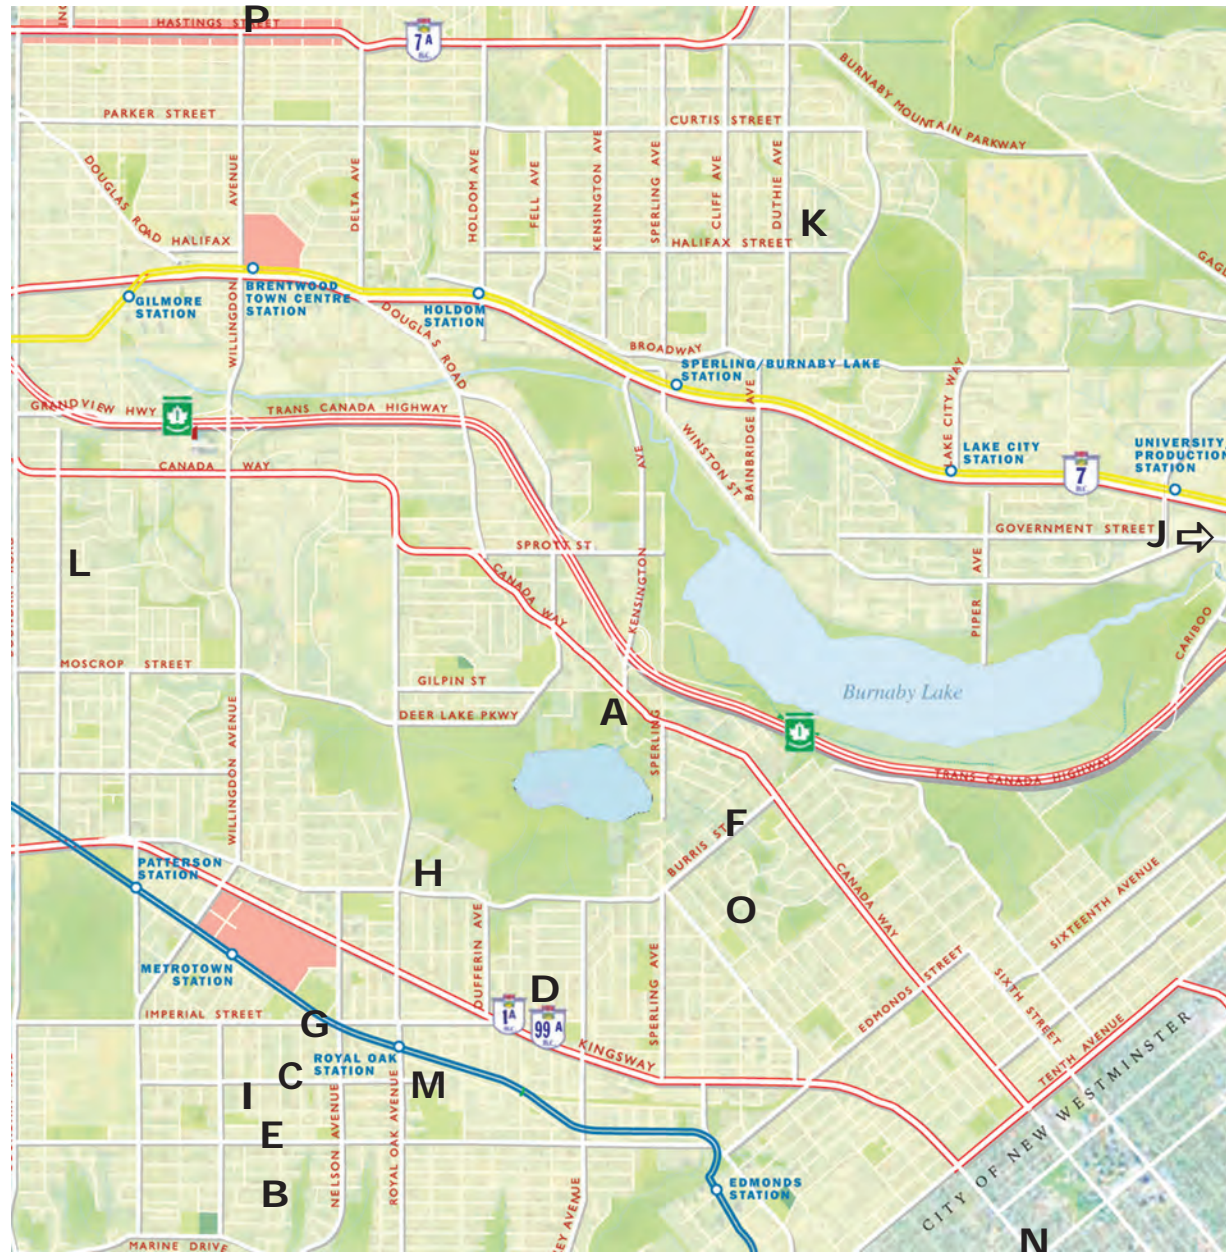 P
HASTINGS STREET
7A
B.C.
BURNABY MOUNTAIN PARKWAY
PARKER STREET
CURTIS STREET
DOUGLAS ROAD
AVENUE
DELTA AVE
HOLDOM AVE
FELL AVE
KENSINGTON AVE
SPERLING AVE
CLIFF AVE
DUTHIE AVE
K
HALIFAX
HALIFAX STREET
GILMORE
STATION
BRENTWOOD
TOWN CENTRE
STATION
HOLDOM
STATION
WILLINGDON
DOUGLAS ROAD
BROADWAY
SPERLING/BURNABY LAKE
STATION
GRANDVIEW HWY
1
TRANS CANADA HIGHWAY
WINSTON ST
BAINBRIDGE AVE
LAKE CITY WAY
LAKE CITY
STATION
7
B.C.
UNIVERSITY
PRODUCTION
STATION
CANADA WAY
GOVERNMENT STREET
J
L
SPROTT ST.
CANADA WAY
KENSINGTON AVE
PIPER AVE
CARIBOO
MOSCROP STREET
GILPIN ST
DEER LAKE PKWY
A
SPERLING
Burnaby Lake
1
TRANS CANADA HIGHWAY
WILLINGDON AVENUE
F
BURRIS ST
PATTERSON
STATION
H
O
CANADA WAY
SIXTEENTH AVENUE
METROTOWN
STATION
DUFFERIN AVE
D
SPERLING AVE
EDMONDS STREET
SIXTH STREET
IMPERIAL STREET
G
1A
B.C.
99 A
B.C.
KINGSWAY
TENTH AVENUE
ROYAL OAK
STATION
C
M
I
E
NELSON AVENUE
ROYAL OAK AVENUE
CITY OF NEW WESTMINSTER
B
EDMONDS
STATION
EY AVENUE
MARINE DRIVE
N